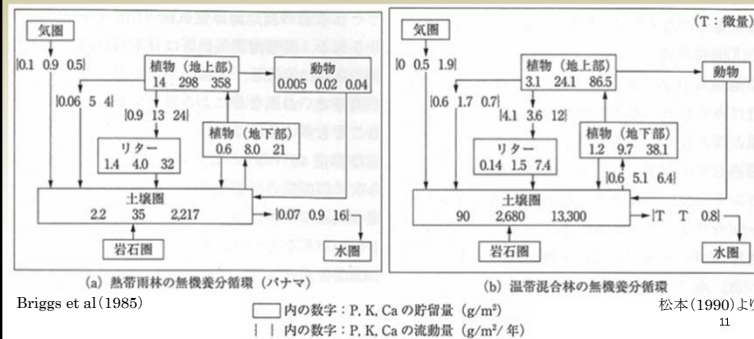 気圏
|0.1 0.9 0.5|
|0.06 5 4|
植物（地上部）
14 298 358
動物
0.005 0.02 0.04
|0.9 13 24|
植物（地下部）
0.6 8.0 21
リター
1.4 4.0 32
土壌圏
2.2 35 2,217
|0.07 0.9 16|
岩石圏
水圏
(a) 熱帯雨林の無機養分循環（パナマ）
Briggs et al(1985)
(T：微量)
気圏
|0 0.5 1.9|
|0.6 1.7 0.7|
植物（地上部）
3.1 24.1 86.5
動物
|4.1 3.6 12|
植物（地下部）
1.2 9.7 38.1
リター
0.14 1.5 7.4
|0.6 5.1 6.4|
土壌圏
90 2,680 13,300
|T T 0.8|
岩石圏
水圏
(b) 温帯混合林の無機養分循環
松本(1990)より
内の数字：P, K, Ca の貯留量（g/m²）
| | 内の数字：P, K, Ca の流動量（g/m²/年）
11